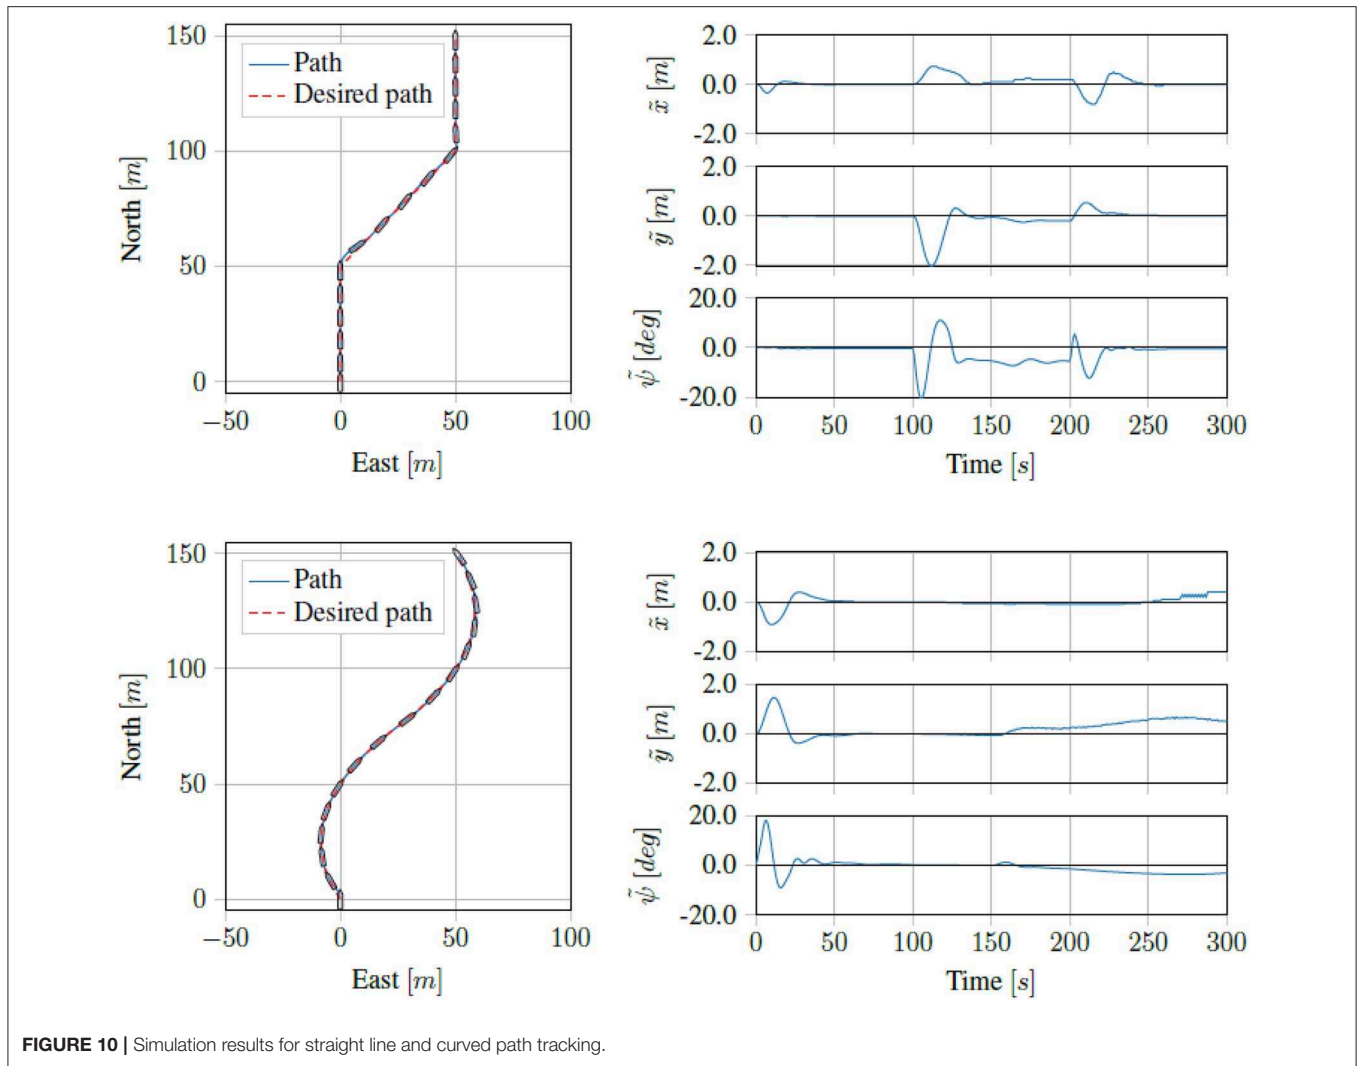 150
100
50
0
North [m]
Path
Desired path
−50
0
50
100
East [m]
2.0
0.0
-2.0
x̃ [m]
2.0
0.0
-2.0
ỹ [m]
20.0
0.0
-20.0
ψ̃ [deg]
0
50
100
150
200
250
300
Time [s]
150
100
50
0
North [m]
Path
Desired path
−50
0
50
100
East [m]
2.0
0.0
-2.0
x̃ [m]
2.0
0.0
-2.0
ỹ [m]
20.0
0.0
-20.0
ψ̃ [deg]
0
50
100
150
200
250
300
Time [s]
FIGURE 10 | Simulation results for straight line and curved path tracking.